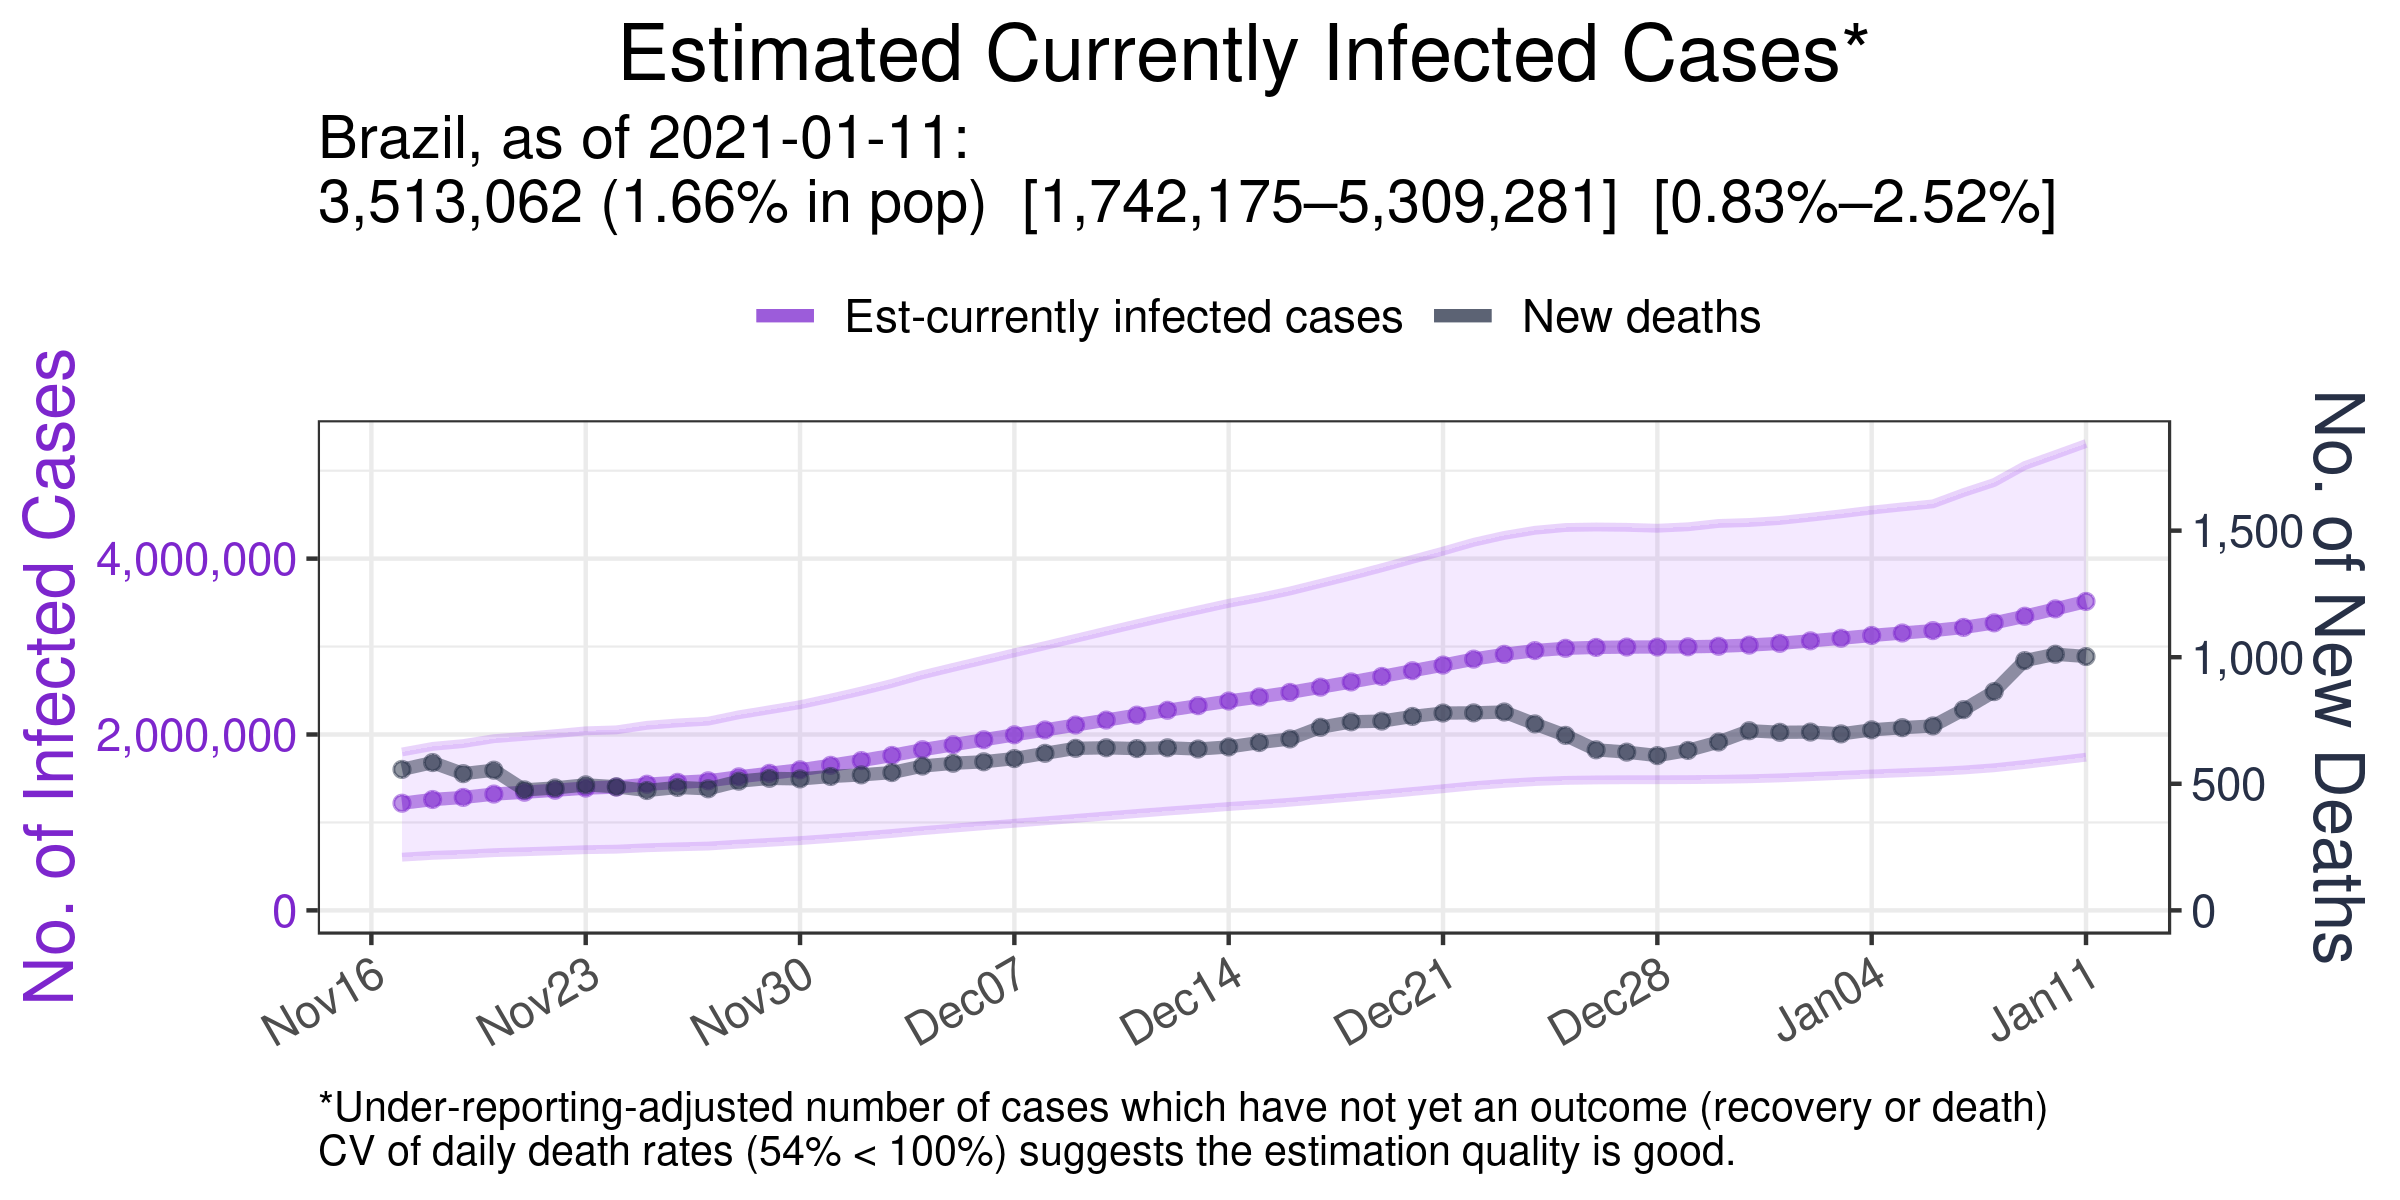 Estimated Currently Infected Cases*
Brazil, as of 2021-01-11:
3,513,062 (1.66% in pop)  [1,742,175–5,309,281]  [0.83%–2.52%]
Est-currently infected cases
New deaths
No. of Infected Cases
4,000,000
2,000,000
0
1,500
1,000
500
0
No. of New Deaths
Nov16
Nov23
Nov30
Dec07
Dec14
Dec21
Dec28
Jan04
Jan11
*Under-reporting-adjusted number of cases which have not yet an outcome (recovery or death)
CV of daily death rates (54% < 100%) suggests the estimation quality is good.